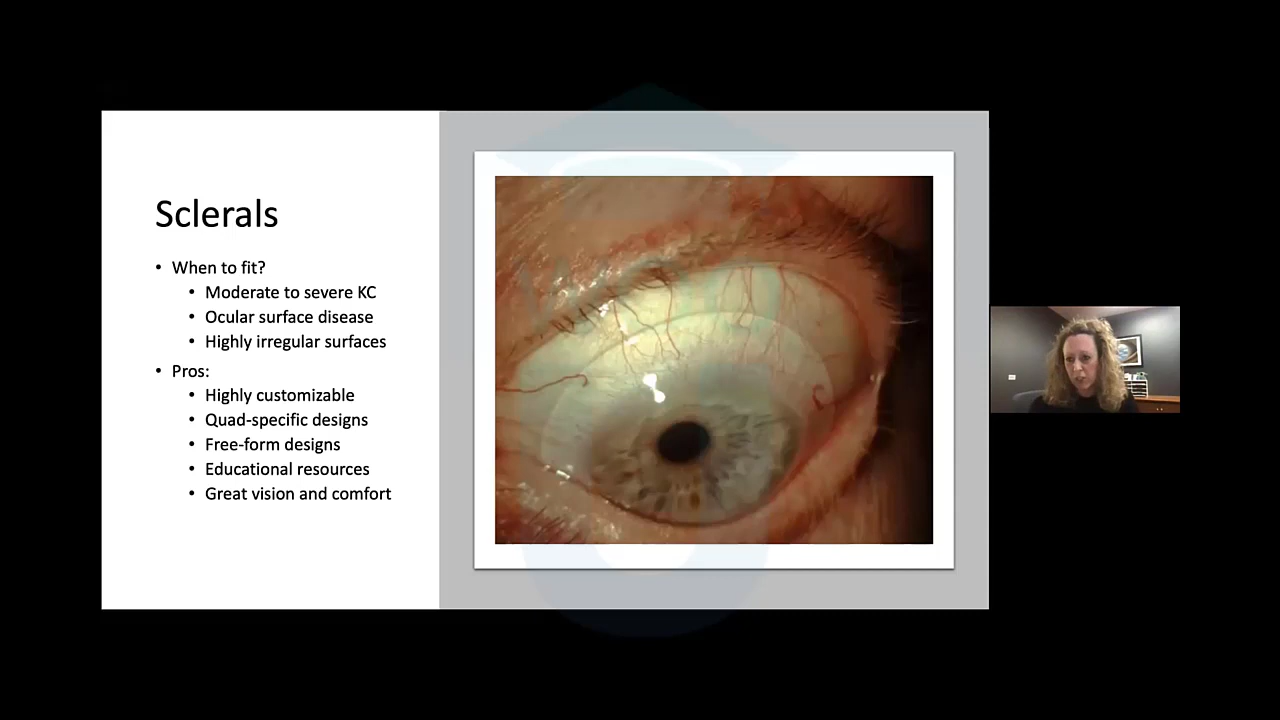 Sclerals
• When to fit?
• Moderate to severe KC
• Ocular surface disease
• Highly irregular surfaces
• Pros:
• Highly customizable
• Quad-specific designs
• Free-form designs
• Educational resources
• Great vision and comfort